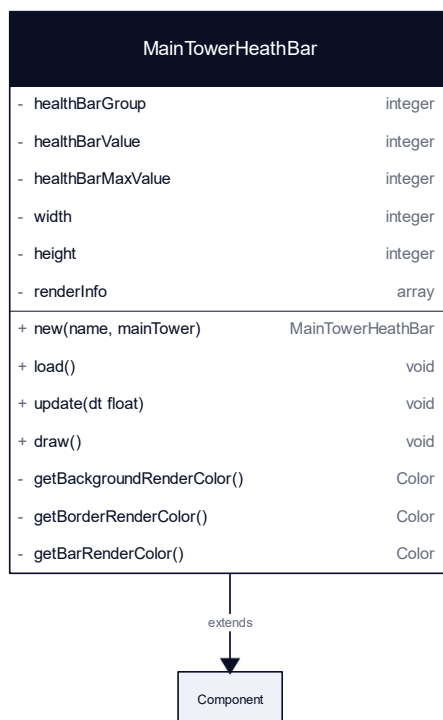 MainTowerHeathBar
- healthBarGroup integer
- healthBarValue integer
- healthBarMaxValue integer
- width integer
- height integer
- renderInfo array
+ new(name, mainTower) MainTowerHeathBar
+ load() void
+ update(dt float) void
+ draw() void
- getBackgroundRenderColor() Color
- getBorderRenderColor() Color
- getBarRenderColor() Color
extends
Component